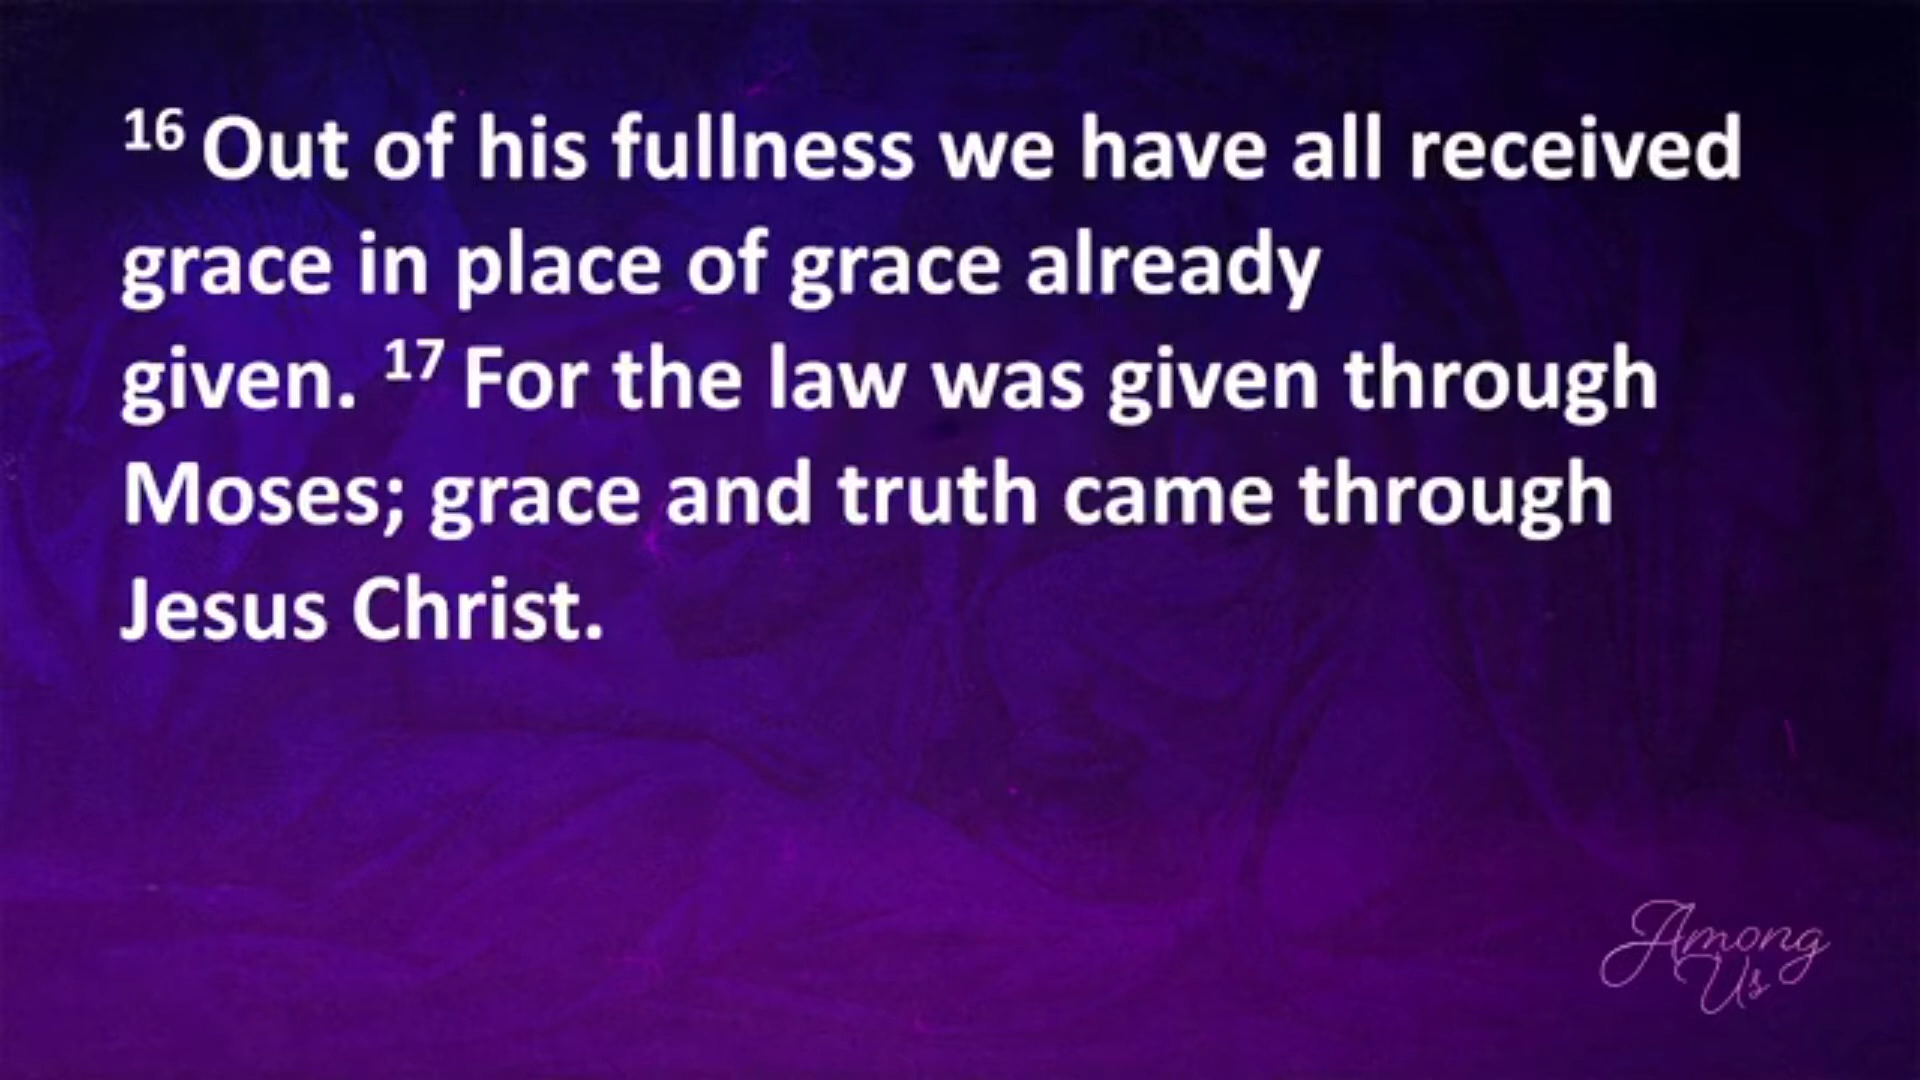 16 Out of his fullness we have all received
grace in place of grace already
given. 17 For the law was given through
Moses; grace and truth came through
Jesus Christ.
Among
Us